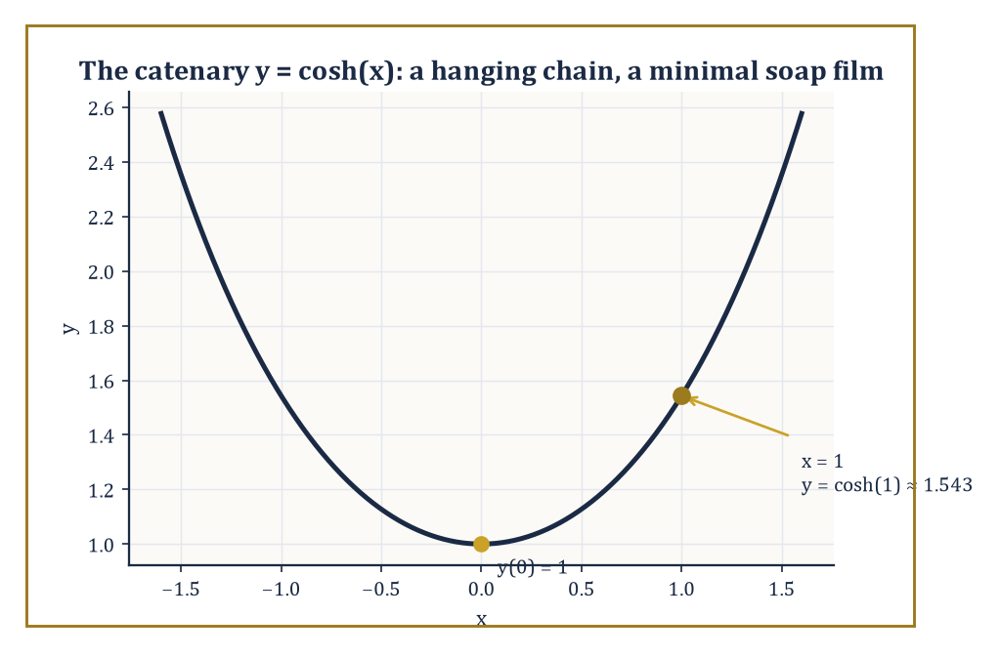 The catenary y = cosh(x): a hanging chain, a minimal soap film
2.6
2.4
2.2
2.0
1.8
y
1.6
1.4
x = 1
y = cosh(1) ≈ 1.543
1.2
1.0
y(0) = 1
−1.5 −1.0 −0.5 0.0 0.5 1.0 1.5
x